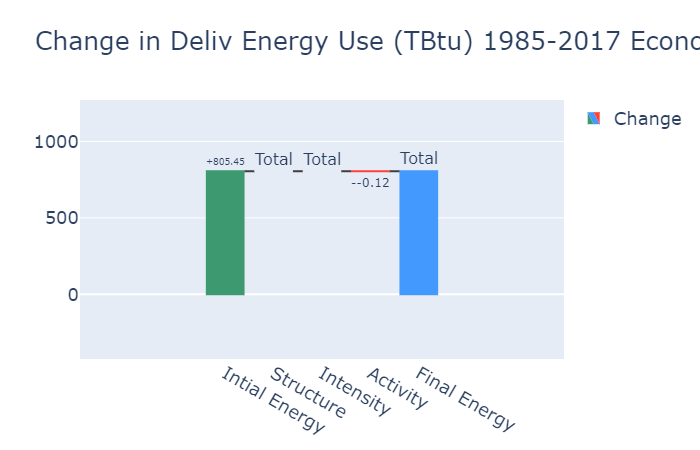 Change in Deliv Energy Use (TBtu) 1985-2017 Econo
1000
500
0
+805.45
Total
Total
--0.12
Total
Change
Intial Energy
Structure
Intensity
Activity
Final Energy